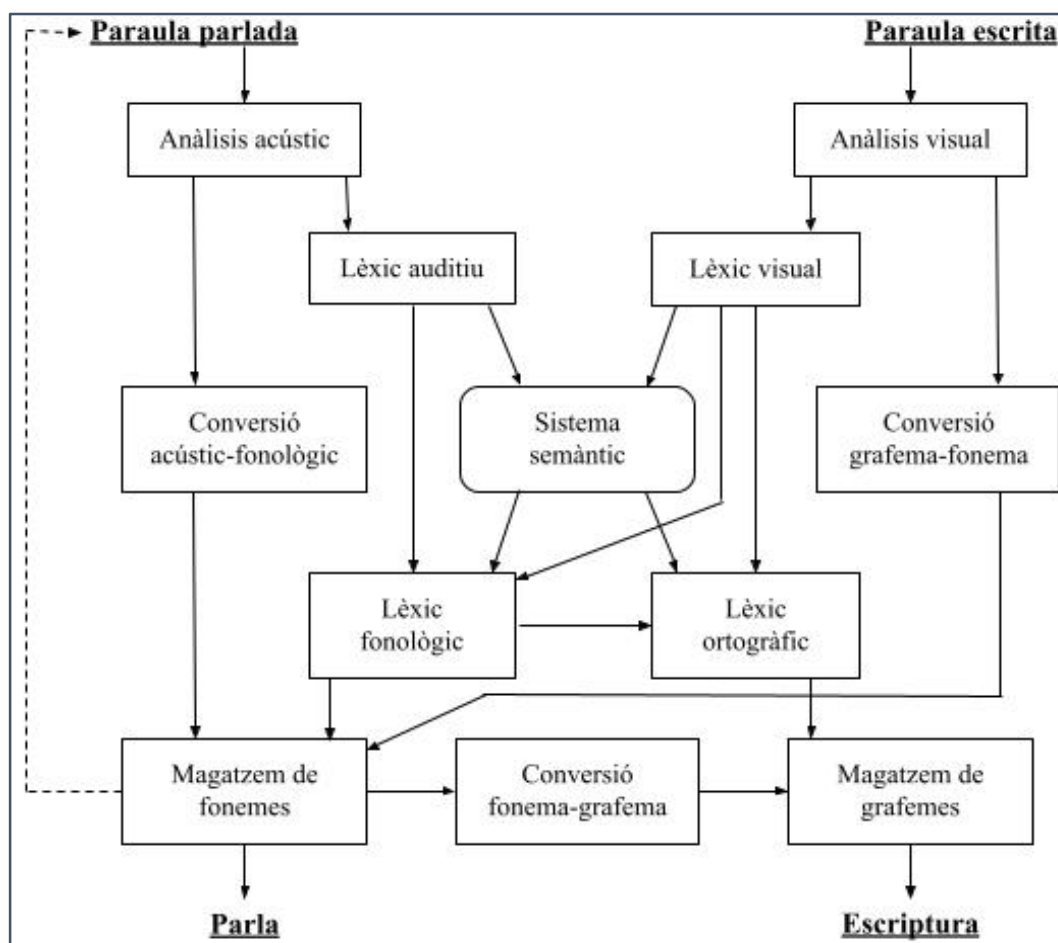 Paraula parlada
Paraula escrita
Anàlisis acústic
Anàlisis visual
Lèxic auditiu
Lèxic visual
Conversió
acústic-fonològic
Sistema
semàntic
Conversió
grafema-fonema
Lèxic
fonològic
Lèxic
ortogràfic
Magatzem de
fonemes
Conversió
fonema-grafema
Magatzem de
grafemes
Parla
Escriptura